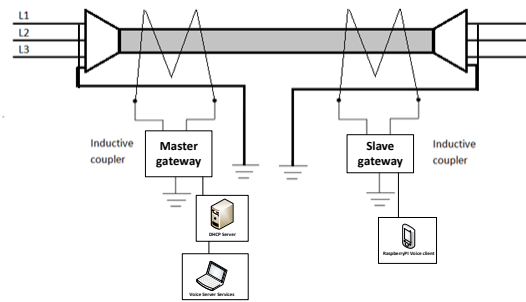 L1
L2
L3
Inductive
coupler
Master
gateway
Slave
gateway
Inductive
coupler
DHCP Server
RaspberryPi Voice client
Voice Server Services